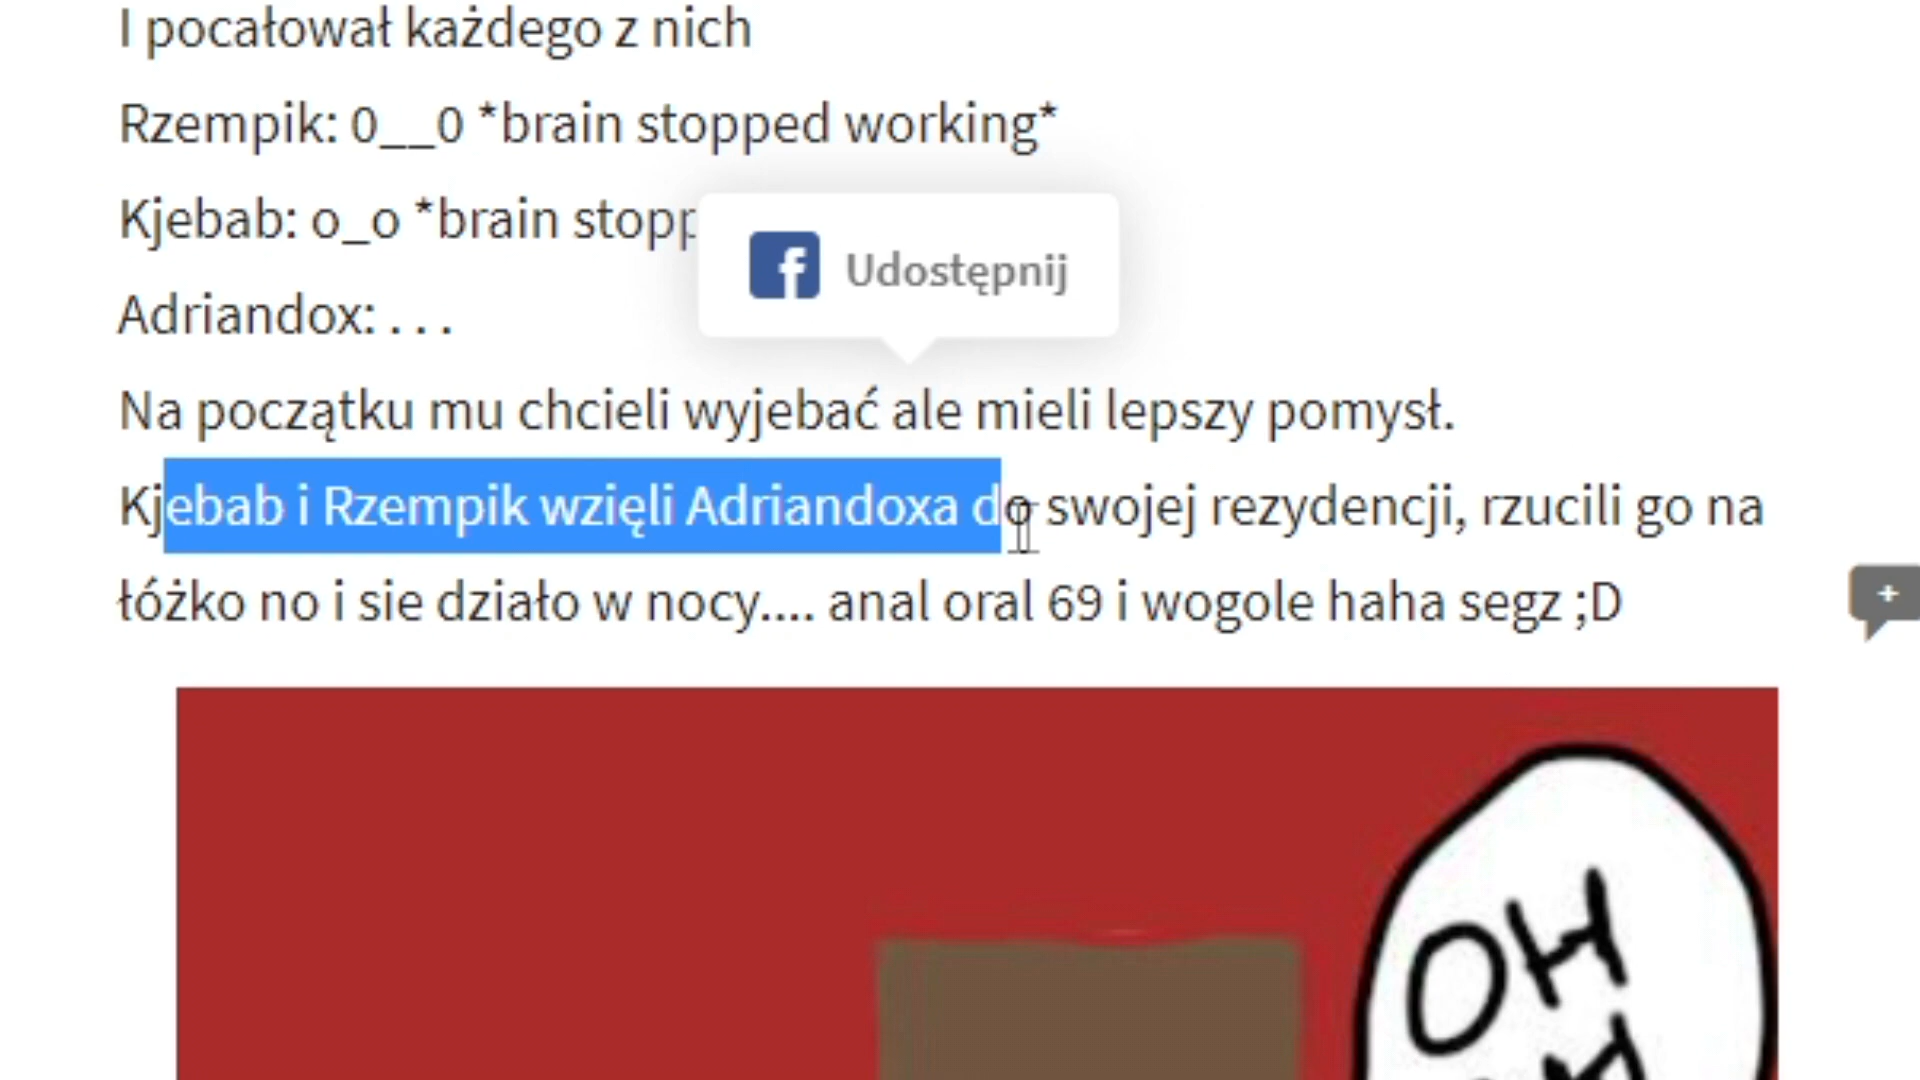 I pocałował każdego z nich
Rzempik: 0__0 *brain stopped working*
Kjebab: o_o *brain stopp
Udostępnij
Adriandox: . . .
Na początku mu chcieli wyjebać ale mieli lepszy pomysł.
Kjebab i Rzempik wzięli Adriandoxa do swojej rezydencji, rzucili go na
łóżko no i sie działo w nocy.... anal oral 69 i wogole haha segz ;D
OH